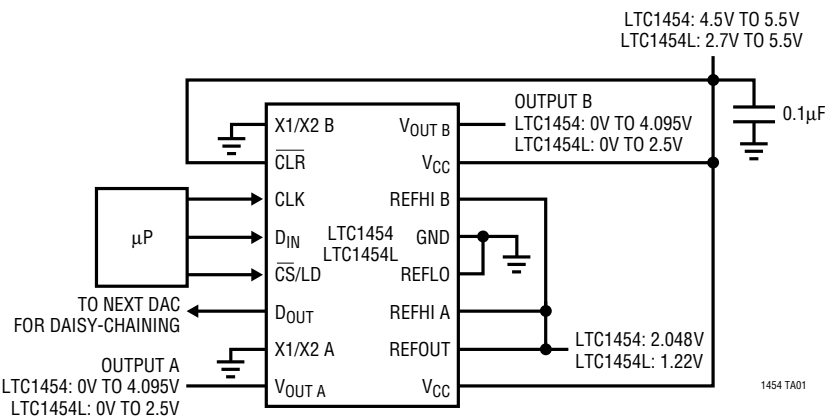 LTC1454: 4.5V TO 5.5V
LTC1454L: 2.7V TO 5.5V
0.1µF
OUTPUT B
LTC1454: 0V TO 4.095V
LTC1454L: 0V TO 2.5V
X1/X2 B
CLR
CLK
DIN
CS/LD
DOUT
X1/X2 A
VOUT A
LTC1454
LTC1454L
VOUT B
VCC
REFHI B
GND
REFLO
REFHI A
REFOUT
VCC
µP
TO NEXT DAC
FOR DAISY-CHAINING
OUTPUT A
LTC1454: 0V TO 4.095V
LTC1454L: 0V TO 2.5V
LTC1454: 2.048V
LTC1454L: 1.22V
1454 TA01